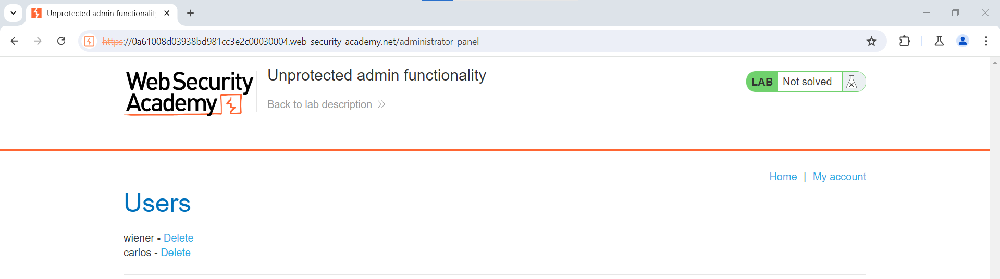 Unprotected admin functionalit
https://0a61008d03938bd981cc3e2c00030004.web-security-academy.net/administrator-panel
Web Security
Academy
Unprotected admin functionality
Back to lab description
LAB Not solved
Home | My account
Users
wiener - Delete
carlos - Delete